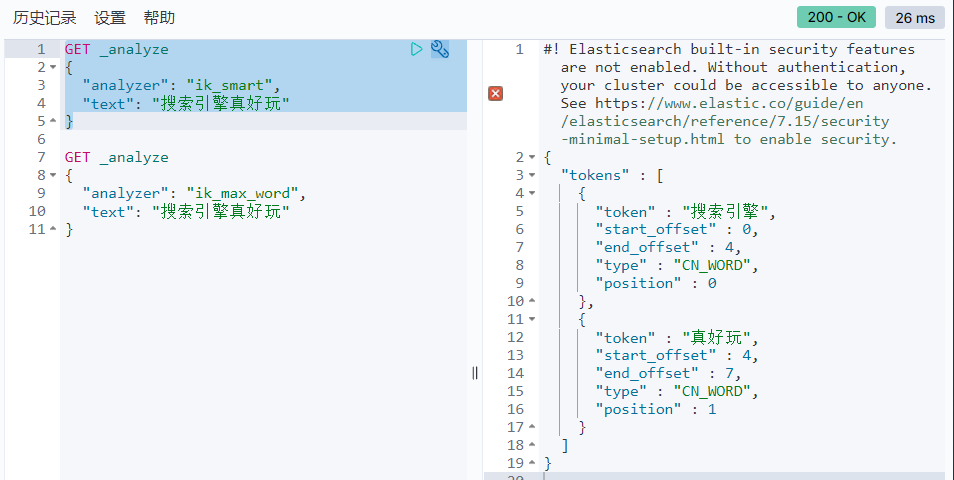 历史记录 设置 帮助
200 - OK
26 ms
1 GET _analyze
2 {
3 "analyzer": "ik_smart",
4 "text": "搜索引擎真好玩"
5 }
6
7 GET _analyze
8 {
9 "analyzer": "ik_max_word",
10 "text": "搜索引擎真好玩"
11 }
1 #! Elasticsearch built-in security features
are not enabled. Without authentication,
your cluster could be accessible to anyone.
See https://www.elastic.co/guide/en
/elasticsearch/reference/7.15/security
-minimal-setup.html to enable security.
2 {
3 "tokens" : [
4 {
5 "token" : "搜索引擎",
6 "start_offset" : 0,
7 "end_offset" : 4,
8 "type" : "CN_WORD",
9 "position" : 0
10 },
11 {
12 "token" : "真好玩",
13 "start_offset" : 4,
14 "end_offset" : 7,
15 "type" : "CN_WORD",
16 "position" : 1
17 }
18 ]
19 }
20